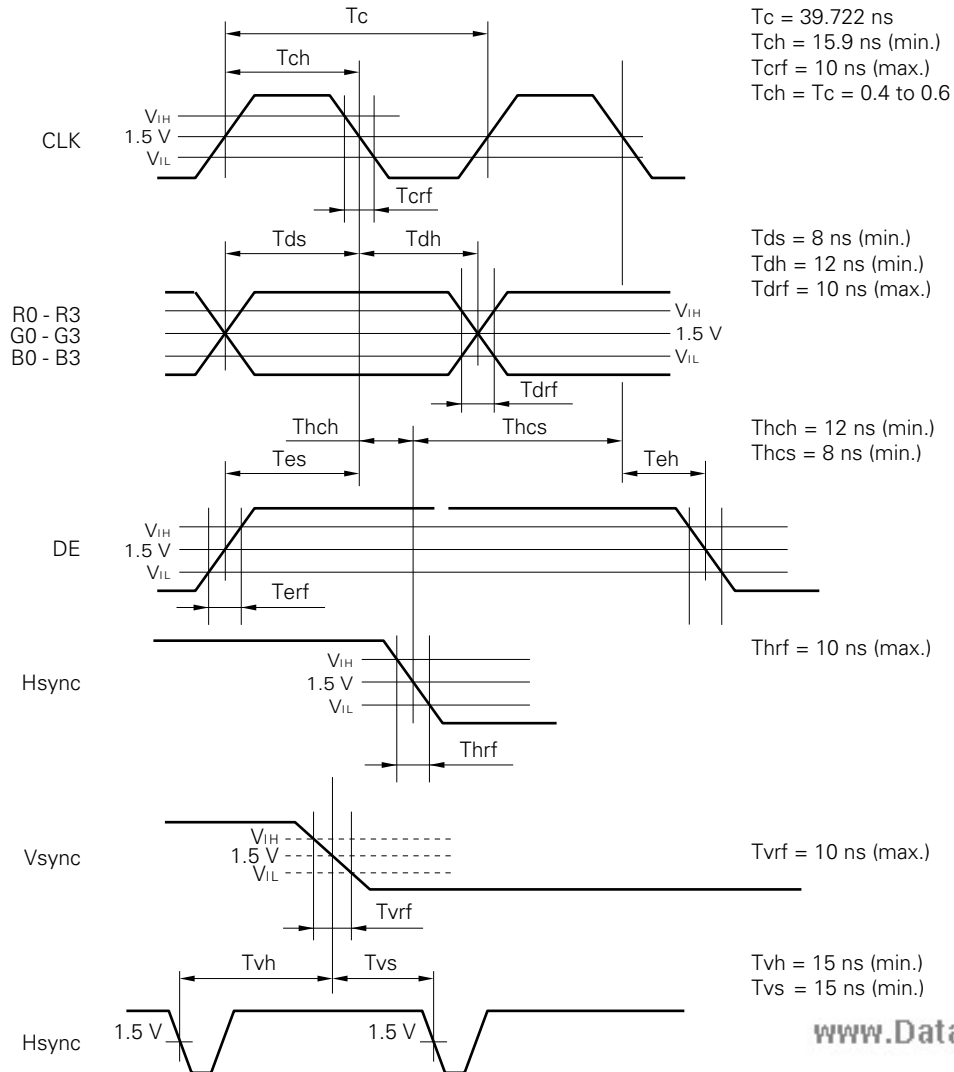 Tc
Tc = 39.722 ns
Tch = 15.9 ns (min.)
Tcrf = 10 ns (max.)
Tch = Tc = 0.4 to 0.6
Tch
CLK
VIH
1.5 V
VIL
Tcrf
Tds
Tdh
Tds = 8 ns (min.)
Tdh = 12 ns (min.)
Tdrf = 10 ns (max.)
R0 - R3
G0 - G3
B0 - B3
VIH
1.5 V
VIL
Tdrf
Thch
Thcs
Thch = 12 ns (min.)
Thcs = 8 ns (min.)
Tes
Teh
DE
VIH
1.5 V
VIL
Terf
Hsync
VIH
1.5 V
VIL
Thrf = 10 ns (max.)
Thrf
Vsync
VIH
1.5 V
VIL
Tvrf = 10 ns (max.)
Tvrf
Tvh
Tvs
Tvh = 15 ns (min.)
Tvs = 15 ns (min.)
Hsync
1.5 V
1.5 V
www.Data